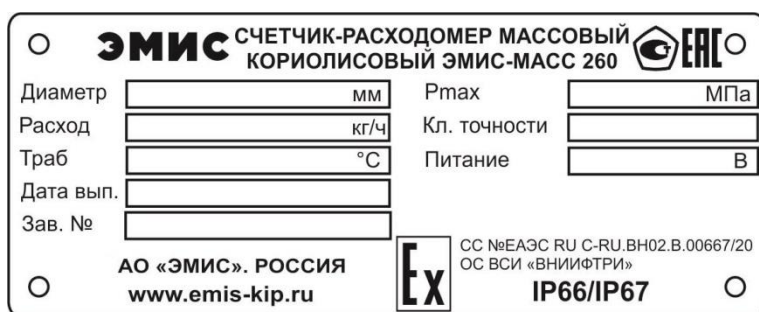 ЭМИС СЧЕТЧИК-РАСХОДОМЕР МАССОВЫЙ
КОРИОЛИСОВЫЙ ЭМИС-МАСС 260
ЕАС
Диаметр мм
Расход кг/ч
Траб °С
Дата вып.
Зав. №
Pmax МПа
Кл. точности
Питание В
АО «ЭМИС». РОССИЯ
www.emis-kip.ru
Ex
СС №ЕАЭС RU C-RU.ВН02.В.00667/20
ОС ВСИ «ВНИИФТРИ»
IP66/IP67